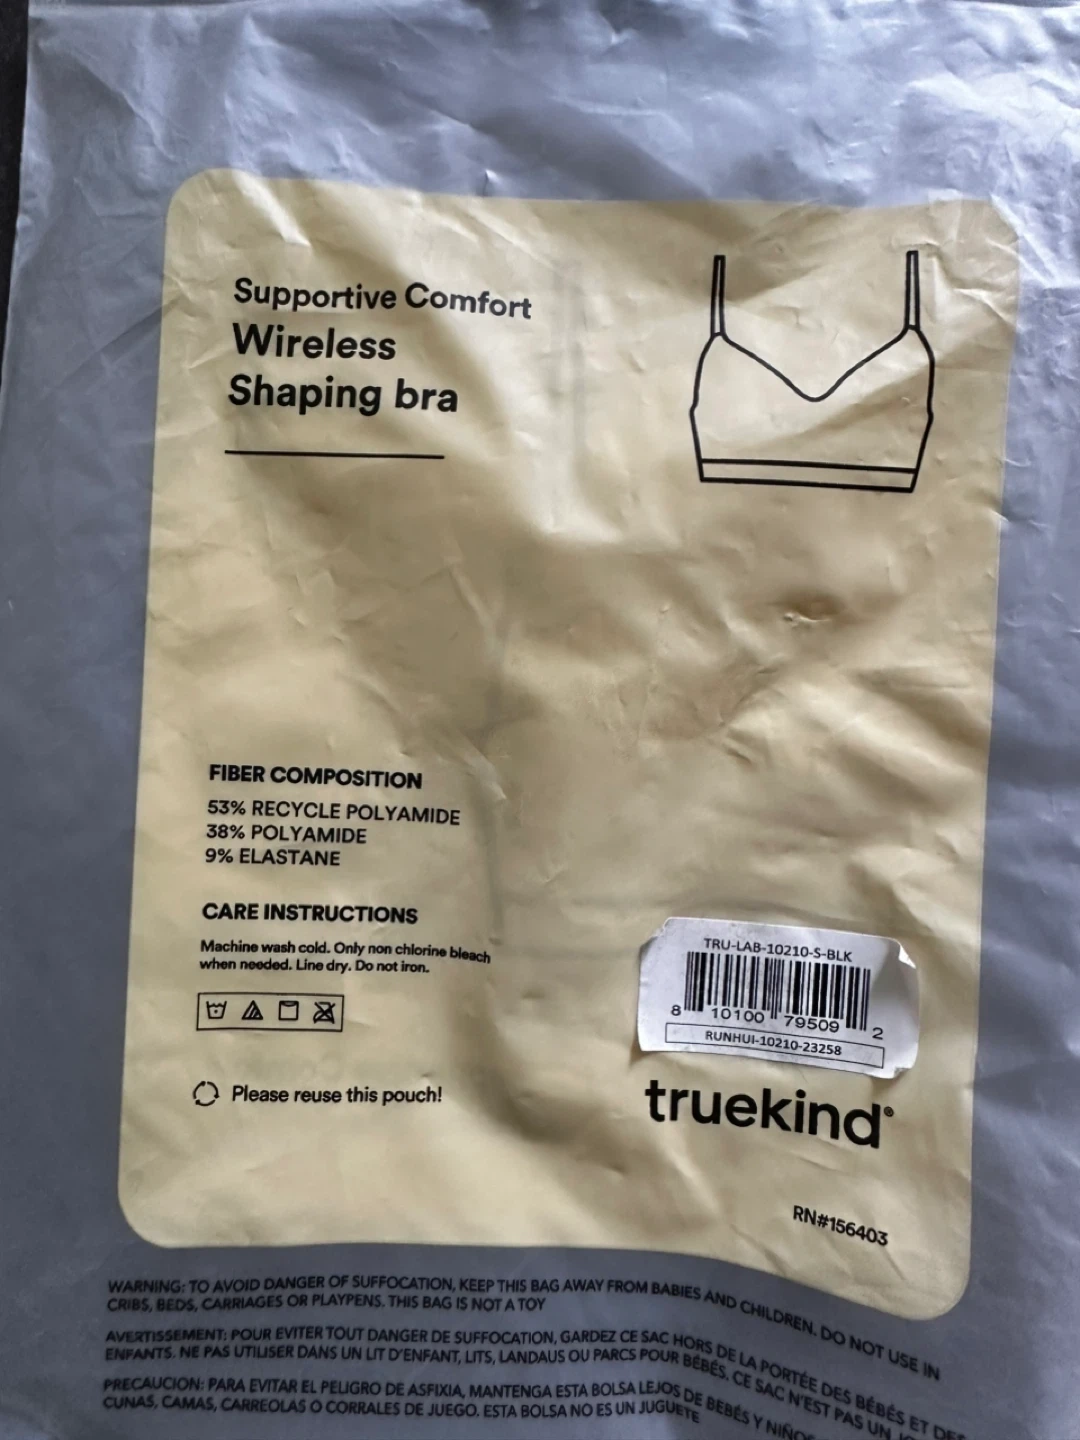 Supportive Comfort
Wireless
Shaping bra
FIBER COMPOSITION
53% RECYCLE POLYAMIDE
38% POLYAMIDE
9% ELASTANE
CARE INSTRUCTIONS
Machine wash cold. Only non chlorine bleach
when needed. Line dry. Do not iron.
Please reuse this pouch!
TRU-LAB-10210-S-BLK
8 10100 79509 2
RUNHUI-10210-23258
truekind®
RN#156403
WARNING: TO AVOID DANGER OF SUFFOCATION, KEEP THIS BAG AWAY FROM BABIES AND CHILDREN. DO NOT USE IN
CRIBS, BEDS, CARRIAGES OR PLAYPENS. THIS BAG IS NOT A TOY
AVERTISSEMENT: POUR EVITER TOUT DANGER DE SUFFOCATION, GARDEZ CE SAC HORS DE LA PORTÉE DES BÉBÉS ET DES
ENFANTS. NE PAS UTILISER DANS UN LIT D'ENFANT, LITS, LANDAUS OU PARCS POUR BÉBÉS. CE SAC N'EST PAS UN
PRECAUCION: PARA EVITAR EL PELIGRO DE ASFIXIA, MANTENGA ESTA BOLSA LEJOS DE BEBÉS Y
CUNAS, CAMAS, CARREOLAS O CORRALES DE JUEGO. ESTA BOLSA NO ES UN JUGUETE